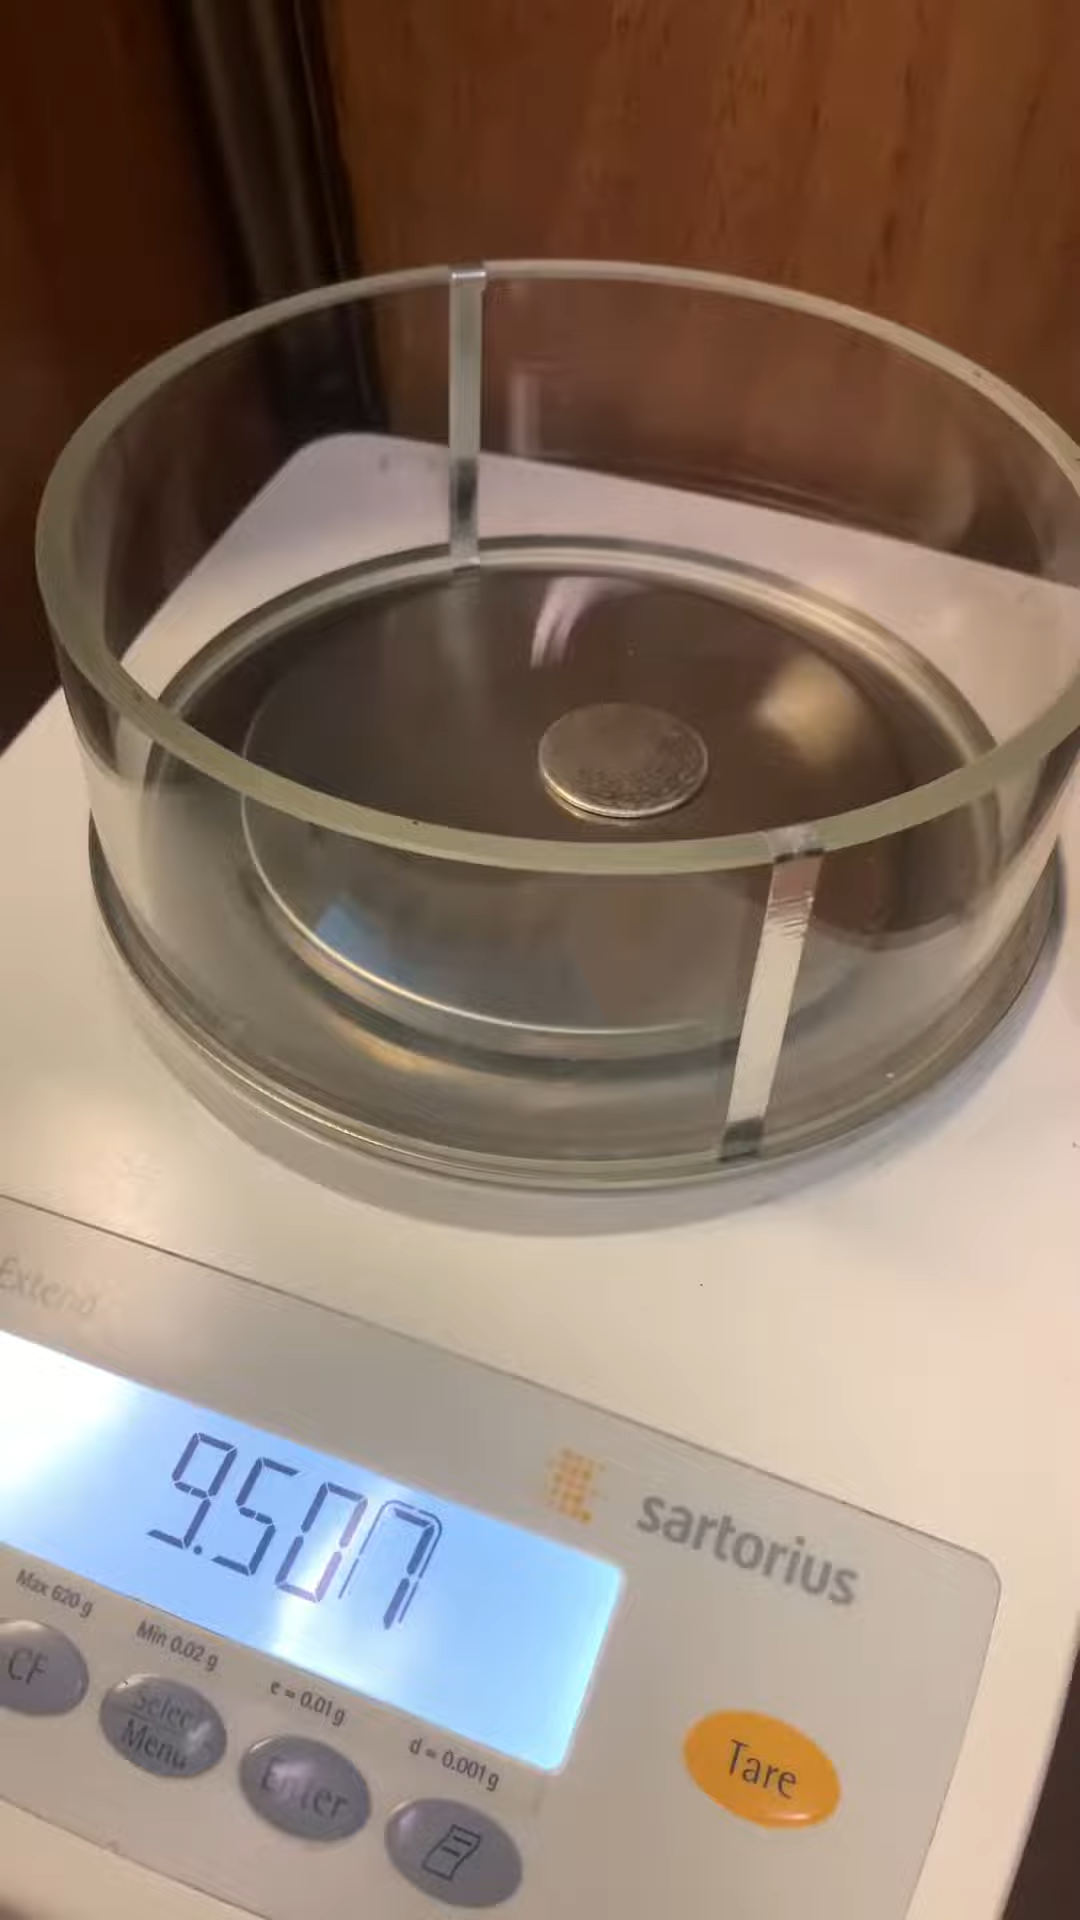 Extend
9.507
sartorius
Max 620 g
Min 0.02 g
e = 0.01 g
d = 0.001 g
CF
Select
Menu
Enter
Tare